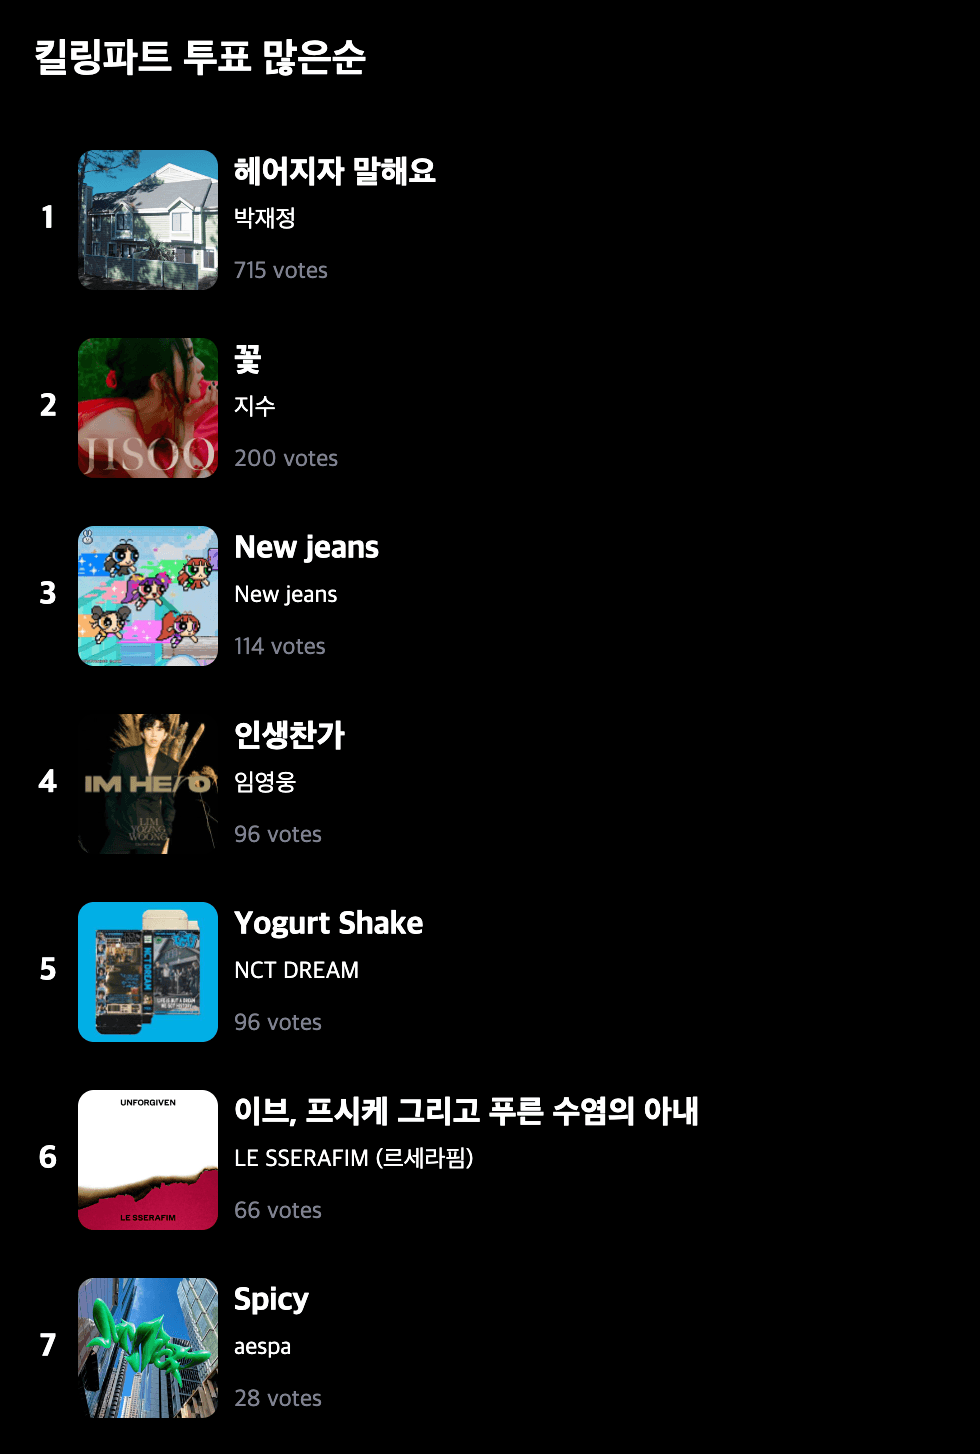 킬링파트 투표 많은순
1
헤어지자 말해요
박재정
715 votes
2
JISOO
꽃
지수
200 votes
3
New jeans
New jeans
114 votes
4
IM HERO
LIM
YOUNG
WOONG
인생찬가
임영웅
96 votes
5
NCT DREAM
Yogurt Shake
NCT DREAM
96 votes
6
UNFORGIVEN
LE SSERAFIM
이브, 프시케 그리고 푸른 수염의 아내
LE SSERAFIM (르세라핌)
66 votes
7
Spicy
aespa
28 votes